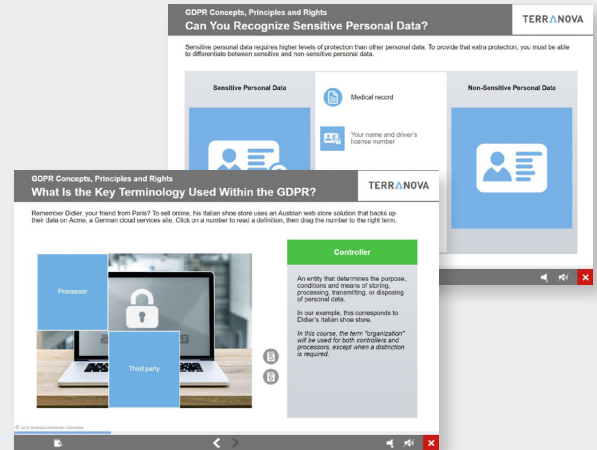 GDPR Concepts, Principles and Rights
Can You Recognize Sensitive Personal Data?
TERRANOVA
Sensitive personal data requires higher levels of protection than other personal data. To provide that extra protection, you must be able
to differentiate between sensitive and non-sensitive personal data.
Sensitive Personal Data
Medical record
Your name and driver's
license number
Non-Sensitive Personal Data
GDPR Concepts, Principles and Rights
What Is the Key Terminology Used Within the GDPR?
TERRANOVA
Remember Didier, your friend from Paris? To sell online, his Italian shoe store uses an Austrian web store solution that backs up
their data on Acme, a German cloud services site. Click on a number to read a definition, then drag the number to the right term.
Processor
Third party
5
6
Controller
An entity that determines the purpose,
conditions and means of storing,
processing, transmitting, or disposing
of personal data.
In our example, this corresponds to
Didier's Italian shoe store.
In this course, the term "organization"
will be used for both controllers and
processors, except when a distinction
is required.